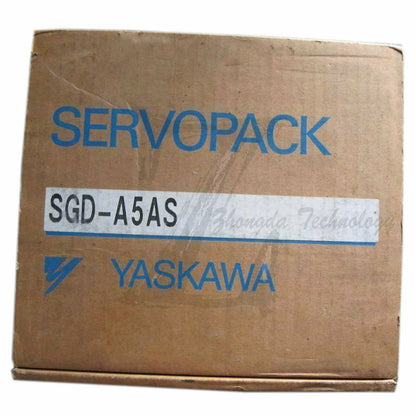 SERVOPACK
SGD-A5AS Zhongda Technology
YASKAWA